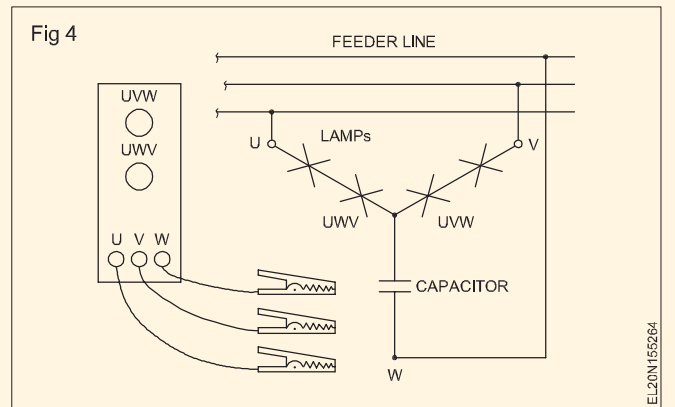 Fig 4
FEEDER LINE
UVW
UWV
U V W
U
LAMPs
V
UWV
UVW
CAPACITOR
W
EL20N155264